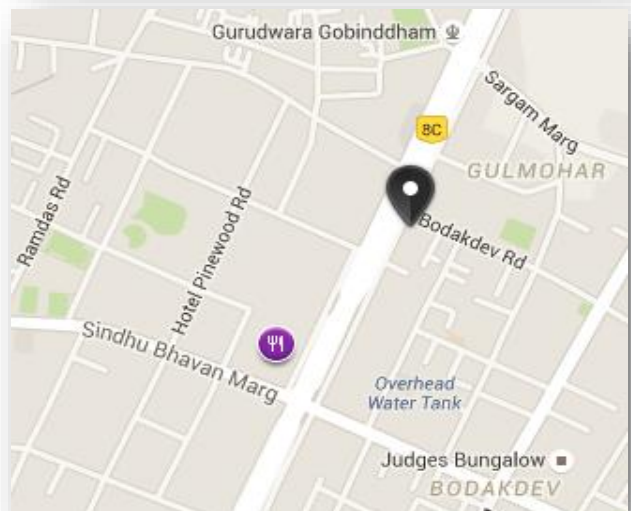 Gurudwara Gobinddham
Sargam Marg
8C
GULMOHAR
Bodakdev Rd
Ramdas Rd
Hotel Pinewood Rd
Sindhu Bhavan Marg
Overhead
Water Tank
Judges Bungalow
BODAKDEV